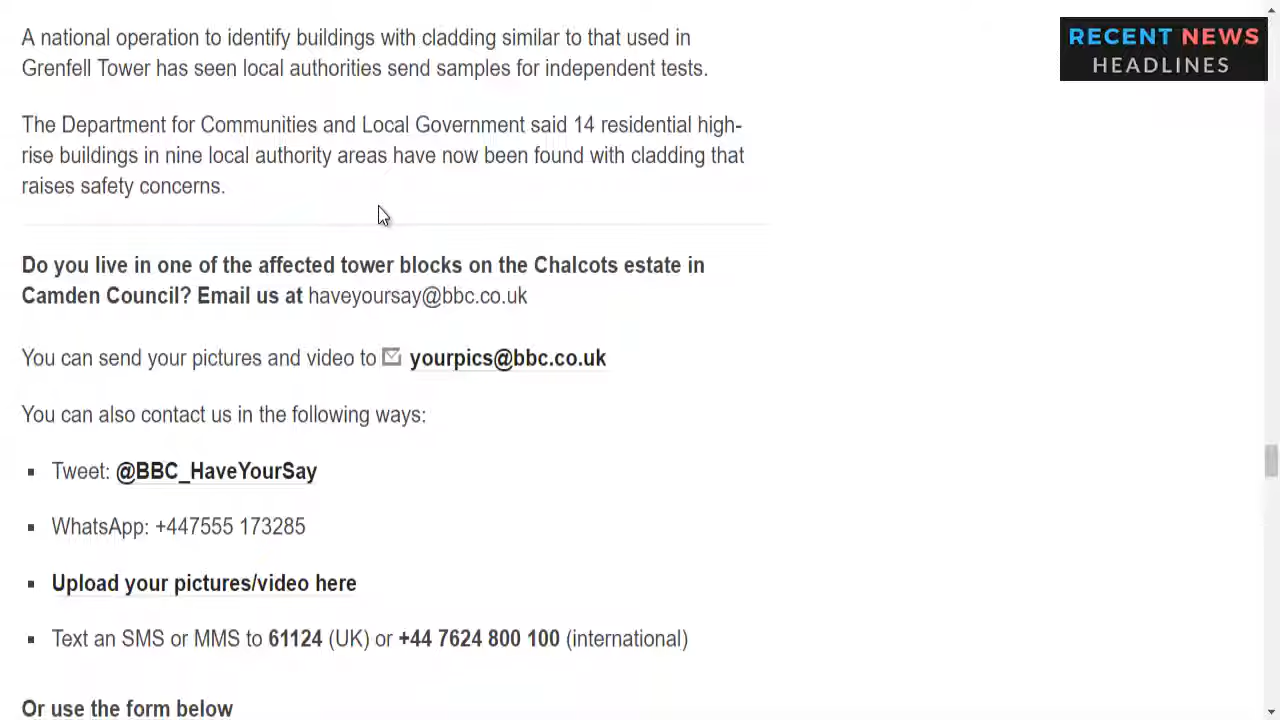 RECENT NEWS
HEADLINES
A national operation to identify buildings with cladding similar to that used in
Grenfell Tower has seen local authorities send samples for independent tests.
The Department for Communities and Local Government said 14 residential high-
rise buildings in nine local authority areas have now been found with cladding that
raises safety concerns.
Do you live in one of the affected tower blocks on the Chalcots estate in
Camden Council? Email us at haveyoursay@bbc.co.uk
You can send your pictures and video to yourpics@bbc.co.uk
You can also contact us in the following ways:
Tweet: @BBC_HaveYourSay
WhatsApp: +447555 173285
Upload your pictures/video here
Text an SMS or MMS to 61124 (UK) or +44 7624 800 100 (international)
Or use the form below